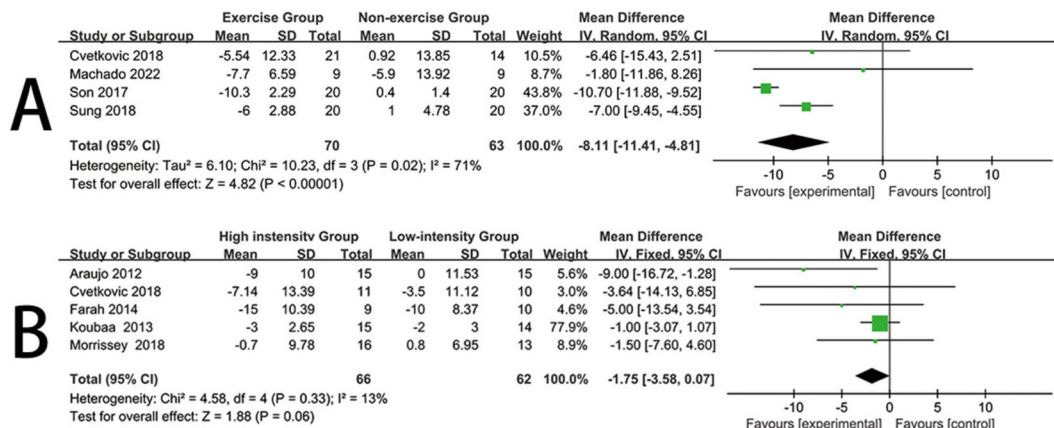 A
Exercise Group Non-exercise Group Mean Difference Mean Difference
Study or Subgroup Mean SD Total Mean SD Total Weight IV. Random. 95% CI IV. Random. 95% CI
Cvetkovic 2018 -5.54 12.33 21 0.92 13.85 14 10.5% -6.46 [-15.43, 2.51]
Machado 2022 -7.7 6.59 9 -5.9 13.92 9 8.7% -1.80 [-11.86, 8.26]
Son 2017 -10.3 2.29 20 0.4 1.4 20 43.8% -10.70 [-11.88, -9.52]
Sung 2018 -6 2.88 20 1 4.78 20 37.0% -7.00 [-9.45, -4.55]
Total (95% CI) 70 63 100.0% -8.11 [-11.41, -4.81]
Heterogeneity: Tau² = 6.10; Chi² = 10.23, df = 3 (P = 0.02); I² = 71%
Test for overall effect: Z = 4.82 (P < 0.00001)
-10 -5 0 5 10
Favours [experimental] Favours [control]
B
High instensitv Group Low-intensity Group Mean Difference Mean Difference
Study or Subgroup Mean SD Total Mean SD Total Weight IV. Fixed. 95% CI IV. Fixed. 95% CI
Araujo 2012 -9 10 15 0 11.53 15 5.6% -9.00 [-16.72, -1.28]
Cvetkovic 2018 -7.14 13.39 11 -3.5 11.12 10 3.0% -3.64 [-14.13, 6.85]
Farah 2014 -15 10.39 9 -10 8.37 10 4.6% -5.00 [-13.54, 3.54]
Koubaa 2013 -3 2.65 15 -2 3 14 77.9% -1.00 [-3.07, 1.07]
Morrissey 2018 -0.7 9.78 16 0.8 6.95 13 8.9% -1.50 [-7.60, 4.60]
Total (95% CI) 66 62 100.0% -1.75 [-3.58, 0.07]
Heterogeneity: Chi² = 4.58, df = 4 (P = 0.33); I² = 13%
Test for overall effect: Z = 1.88 (P = 0.06)
-10 -5 0 5 10
Favours [experimental] Favours [control]